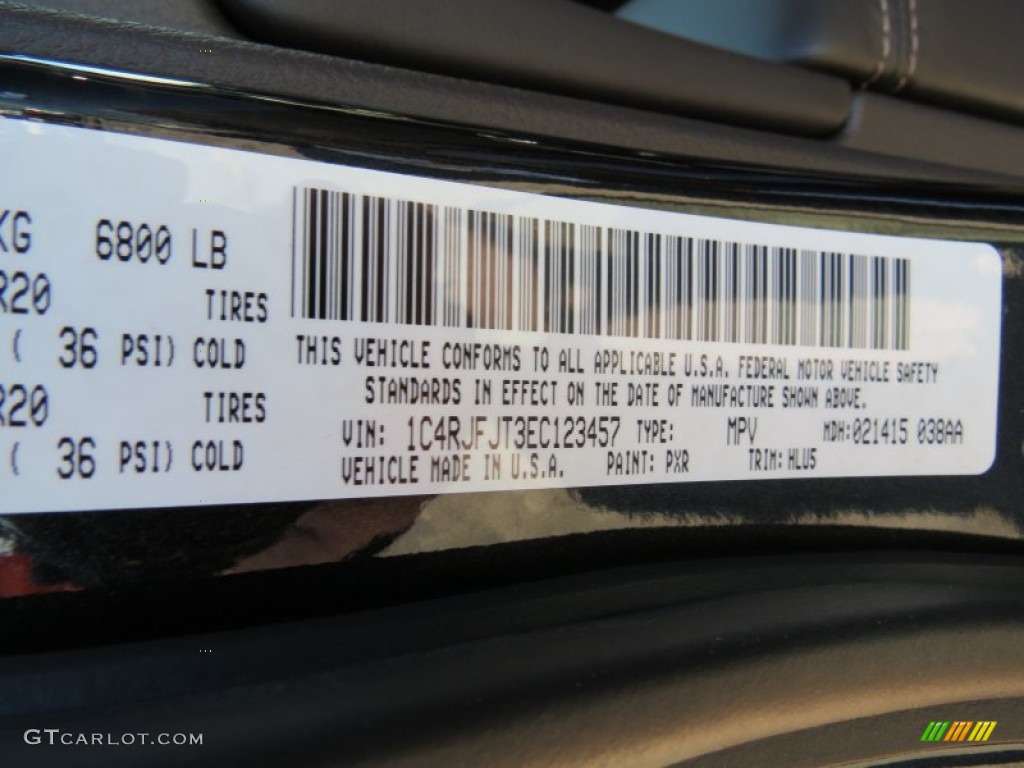 KG 6800 LB
R20 TIRES
( 36 PSI) COLD
R20 TIRES
( 36 PSI) COLD
THIS VEHICLE CONFORMS TO ALL APPLICABLE U.S.A. FEDERAL MOTOR VEHICLE SAFETY
STANDARDS IN EFFECT ON THE DATE OF MANUFACTURE SHOWN ABOVE.
VIN: 1C4RJFJT3EC123457 TYPE: MPV MDH:021415 038AA
VEHICLE MADE IN U.S.A. PAINT: PXR TRIM: HLU5
GTCARLOT.COM